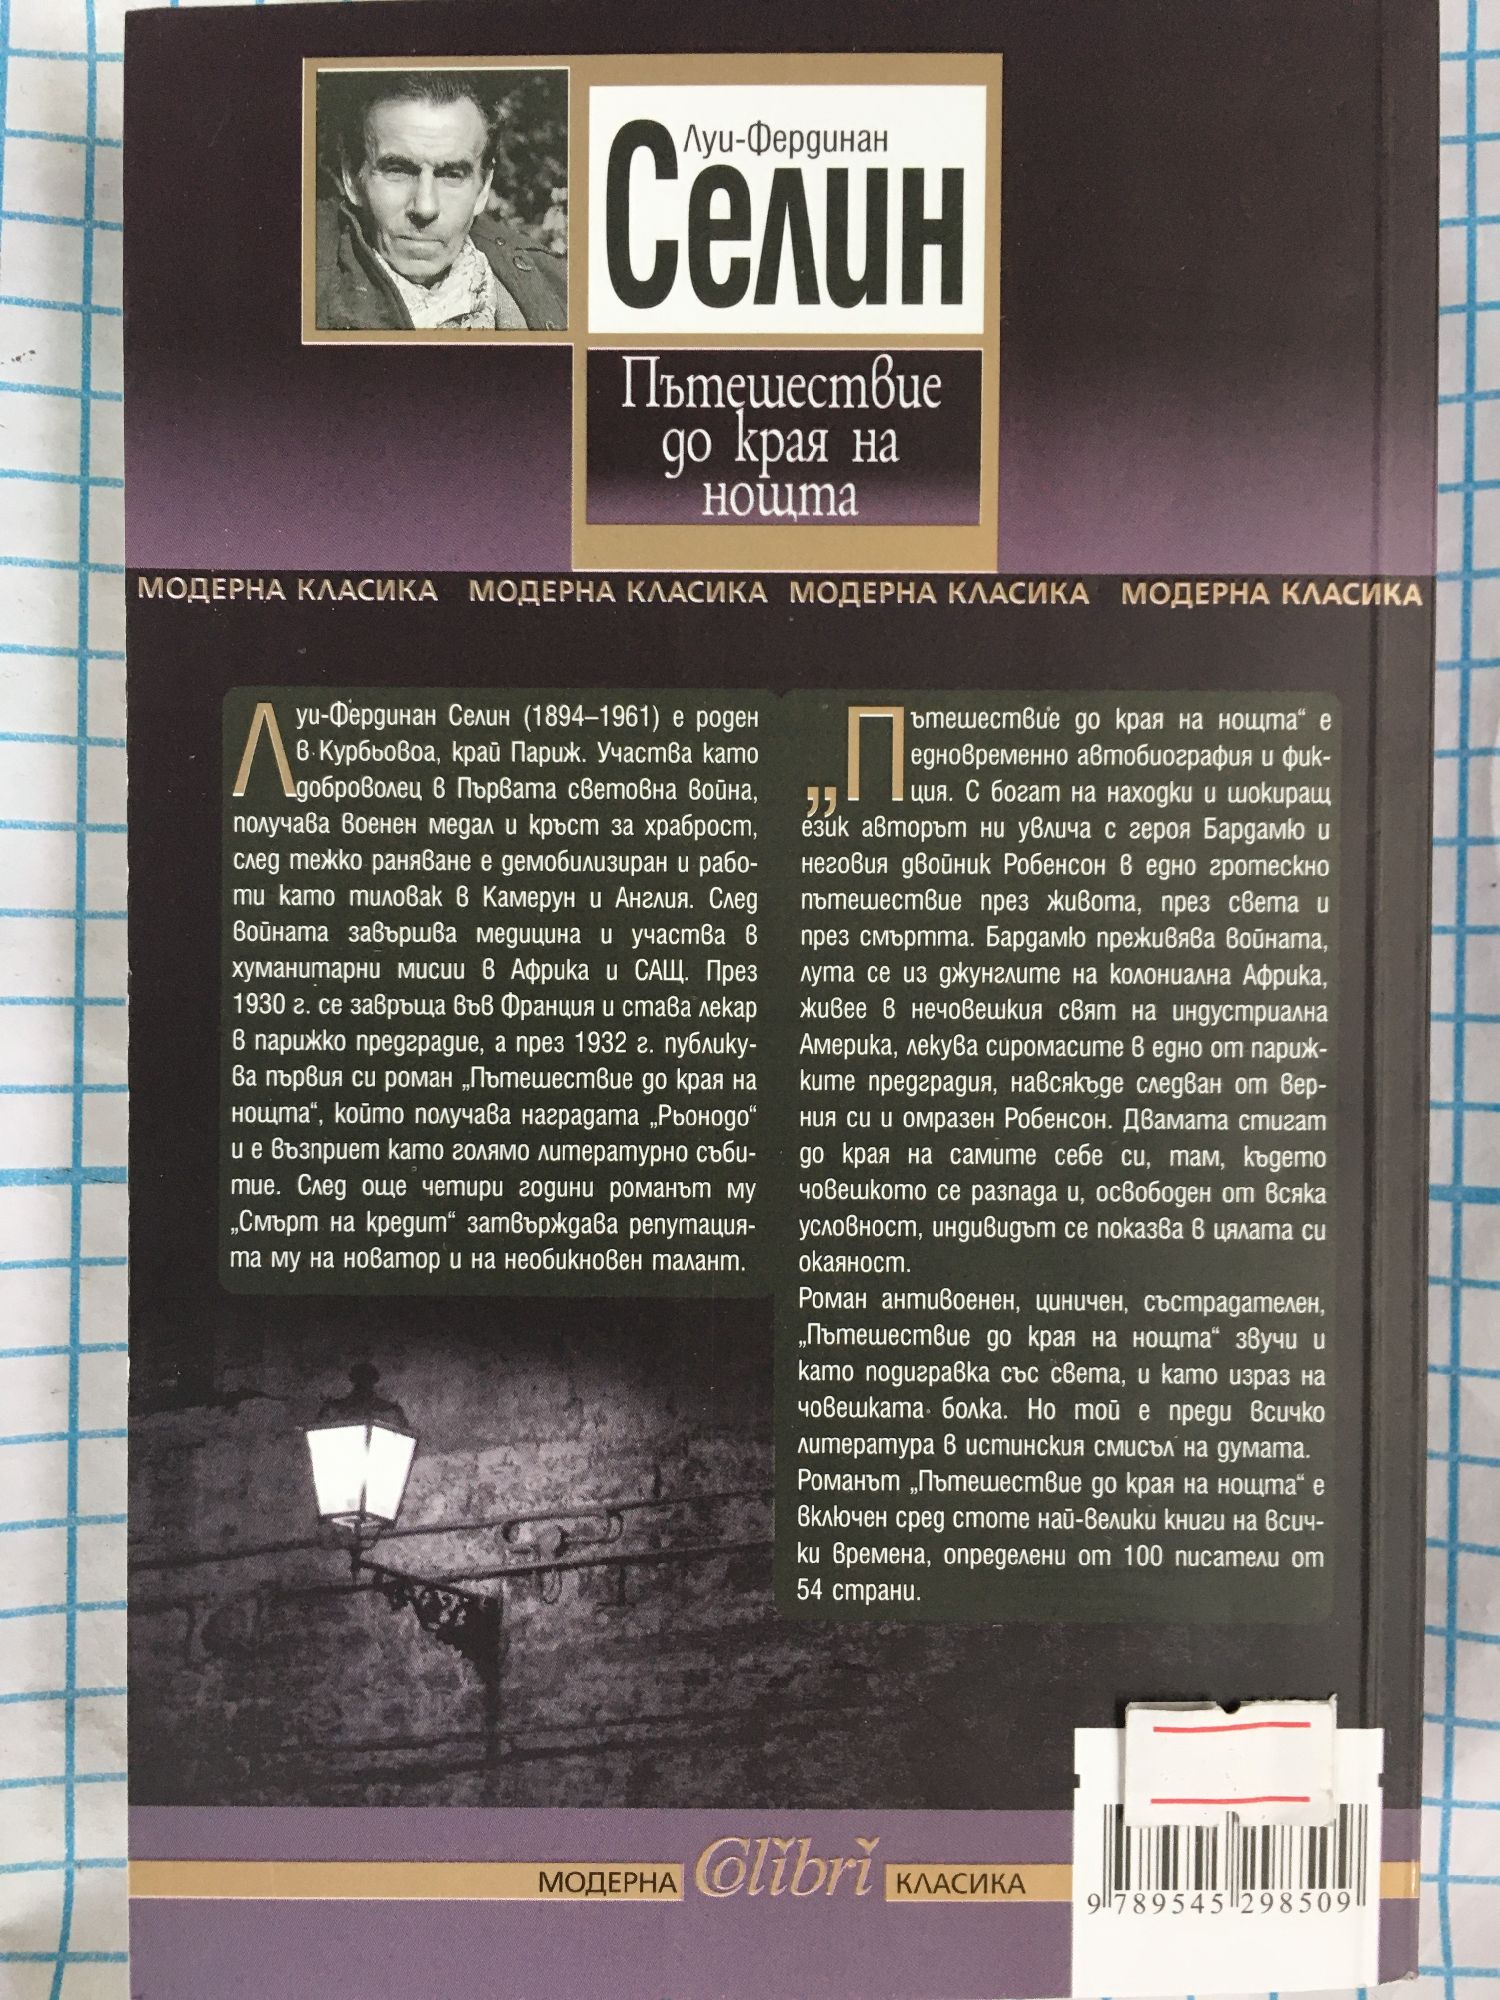 Луи-Фердинан
Селин
Пътешествие
до края на
нощта
МОДЕРНА КЛАСИКА МОДЕРНА КЛАСИКА МОДЕРНА КЛАСИКА МОДЕРНА КЛАСИКА
Луи-Фердинан Селин (1894–1961) е роден
в Курбьовоа, край Париж. Участва като
доброволец в Първата световна война,
получава военен медал и кръст за храброст,
след тежко раняване е демобилизиран и рабо-
ти като тиловак в Камерун и Англия. След
войната завършва медицина и участва в
хуманитарни мисии в Африка и САЩ. През
1930 г. се завръща във Франция и става лекар
в парижко предградие, а през 1932 г. публику-
ва първия си роман „Пътешествие до края на
нощта“, който получава наградата „Рьонодо“
и е възприет като голямо литературно съби-
тие. След още четири години романът му
„Смърт на кредит“ затвърждава репутация-
та му на новатор и на необикновен талант.
„Пътешествие до края на нощта“ е
едновременно автобиография и фик-
ция. С богат на находки и шокиращ
език авторът ни увлича с героя Бардамю и
неговия двойник Робенсон в едно гротескно
пътешествие през живота, през света и
през смъртта. Бардамю преживява войната,
лута се из джунглите на колониална Африка,
живее в нечовешкия свят на индустриална
Америка, лекува сиромасите в едно от париж-
ките предградия, навсякъде следван от вер-
ния си и омразен Робенсон. Двамата стигат
до края на самите себе си, там, където
човешкото се разпада и, освободен от всяка
условност, индивидът се показва в цялата си
окаяност.
Роман антивоенен, циничен, състрадателен,
„Пътешествие до края на нощта“ звучи и
като подигравка със света, и като израз на
човешката болка. Но той е преди всичко
литература в истинския смисъл на думата.
Романът „Пътешествие до края на нощта“ е
включен сред стоте най-велики книги на всич-
ки времена, определени от 100 писатели от
54 страни.
МОДЕРНА Colibri КЛАСИКА
9 789545 298509